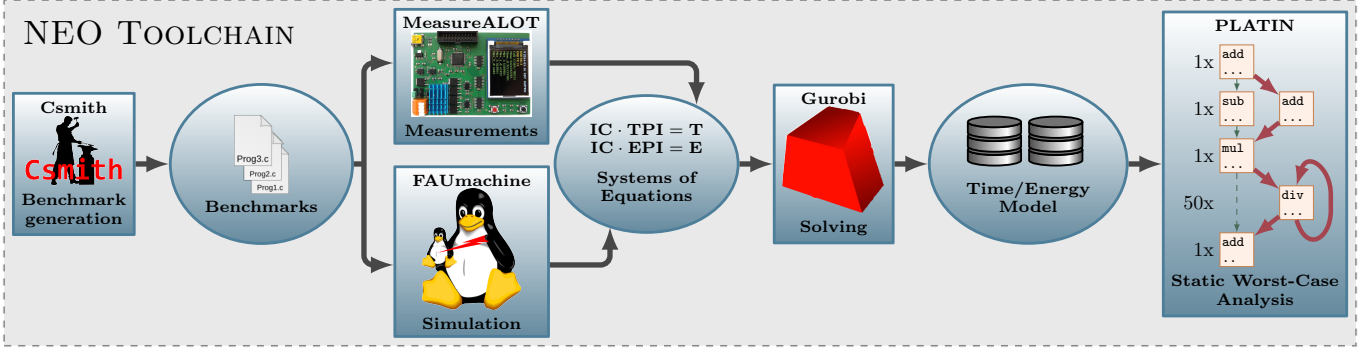 NEO TOOLCHAIN
Csmith
Csmith
Benchmark
generation
Prog3.c
Prog2.c
Prog1.c
Benchmarks
MeasureALOT
Measurements
FAUmachine
Simulation
IC · TPI = T
IC · EPI = E
Systems of
Equations
Gurobi
Solving
Time/Energy
Model
PLATIN
1x
add
...
1x
sub
...
add
...
1x
mul
...
50x
div
...
1x
add
..
Static Worst-Case
Analysis